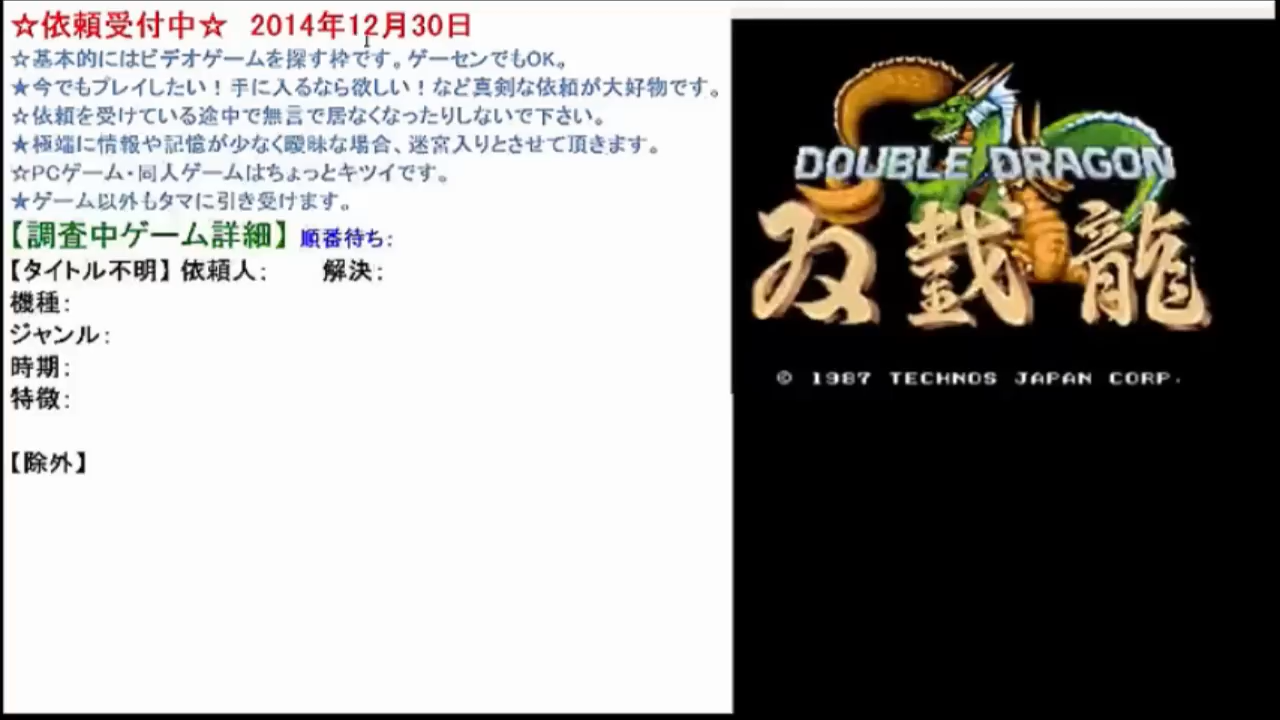 ☆依頼受付中☆ 2014年12月30日
☆基本的にはビデオゲームを探す枠です。ゲーセンでもOK。
★今でもプレイしたい！手に入るなら欲しい！など真剣な依頼が大好物です。
☆依頼を受けている途中で無言で居なくなったりしないで下さい。
★極端に情報や記憶が少なく曖昧な場合、迷宮入りとさせて頂きます。
☆PCゲーム・同人ゲームはちょっとキツイです。
★ゲーム以外もタマに引き受けます。
【調査中ゲーム詳細】 順番待ち：
【タイトル不明】 依頼人： 解決：
機種：
ジャンル：
時期：
特徴：
【除外】
DOUBLE DRAGON
双截龍
© 1987 TECHNOS JAPAN CORP.